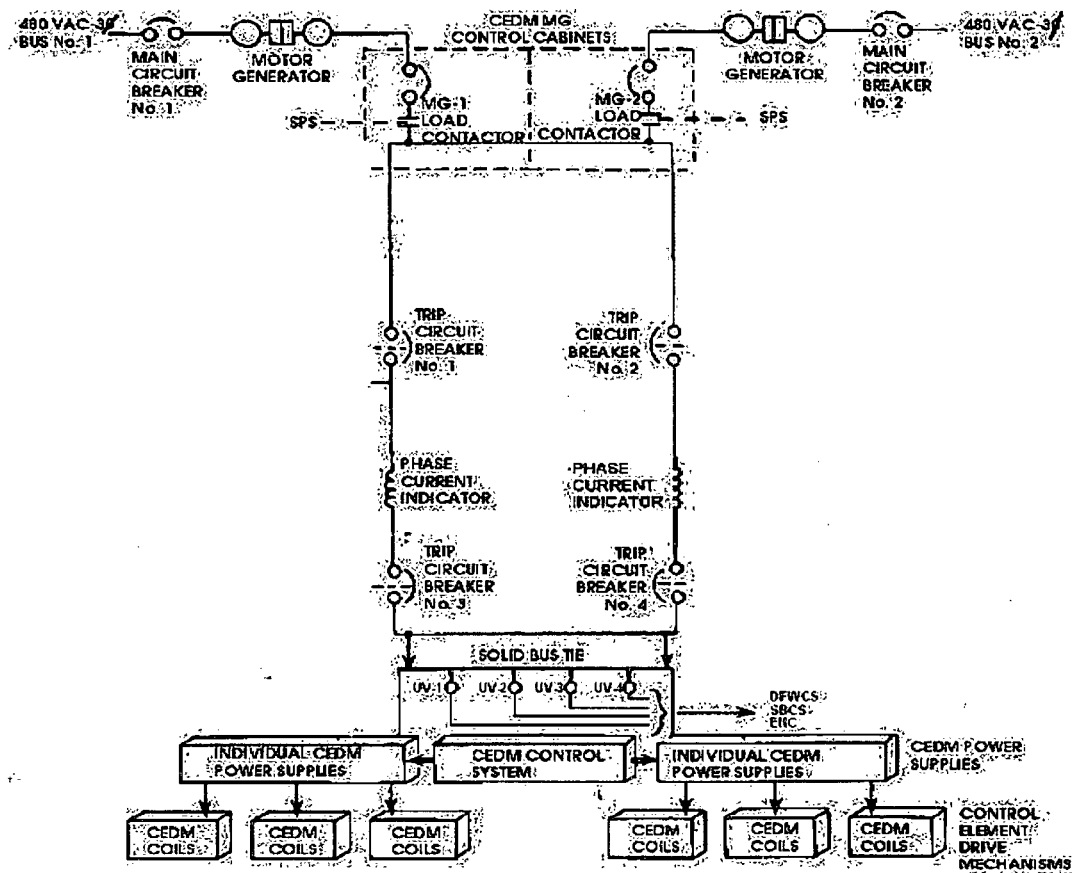 480 VAC-3Ø
BUS No. 1
MAIN
CIRCUIT
BREAKER
No. 1
MOTOR
GENERATOR
CEDM MG
CONTROL CABINETS
MOTOR
GENERATOR
MAIN
CIRCUIT
BREAKER
No. 2
480 VAC-3Ø
BUS No. 2
SPS
MG-1
LOAD
CONTACTOR
MG-2
LOAD
CONTACTOR
SPS
TRIP
CIRCUIT
BREAKER
No. 1
TRIP
CIRCUIT
BREAKER
No. 2
PHASE
CURRENT
INDICATOR
PHASE
CURRENT
INDICATOR
TRIP
CIRCUIT
BREAKER
No. 3
TRIP
CIRCUIT
BREAKER
No. 4
SOLID BUS TIE
UV-1
UV-2
UV-3
UV-4
DFWCS
SBCS
EHC
INDIVIDUAL CEDM
POWER SUPPLIES
CEDM CONTROL
SYSTEM
INDIVIDUAL CEDM
POWER SUPPLIES
CEDM POWER
SUPPLIES
CEDM
COILS
CEDM
COILS
CEDM
COILS
CEDM
COILS
CEDM
COILS
CEDM
COILS
CONTROL
ELEMENT
DRIVE
MECHANISMS